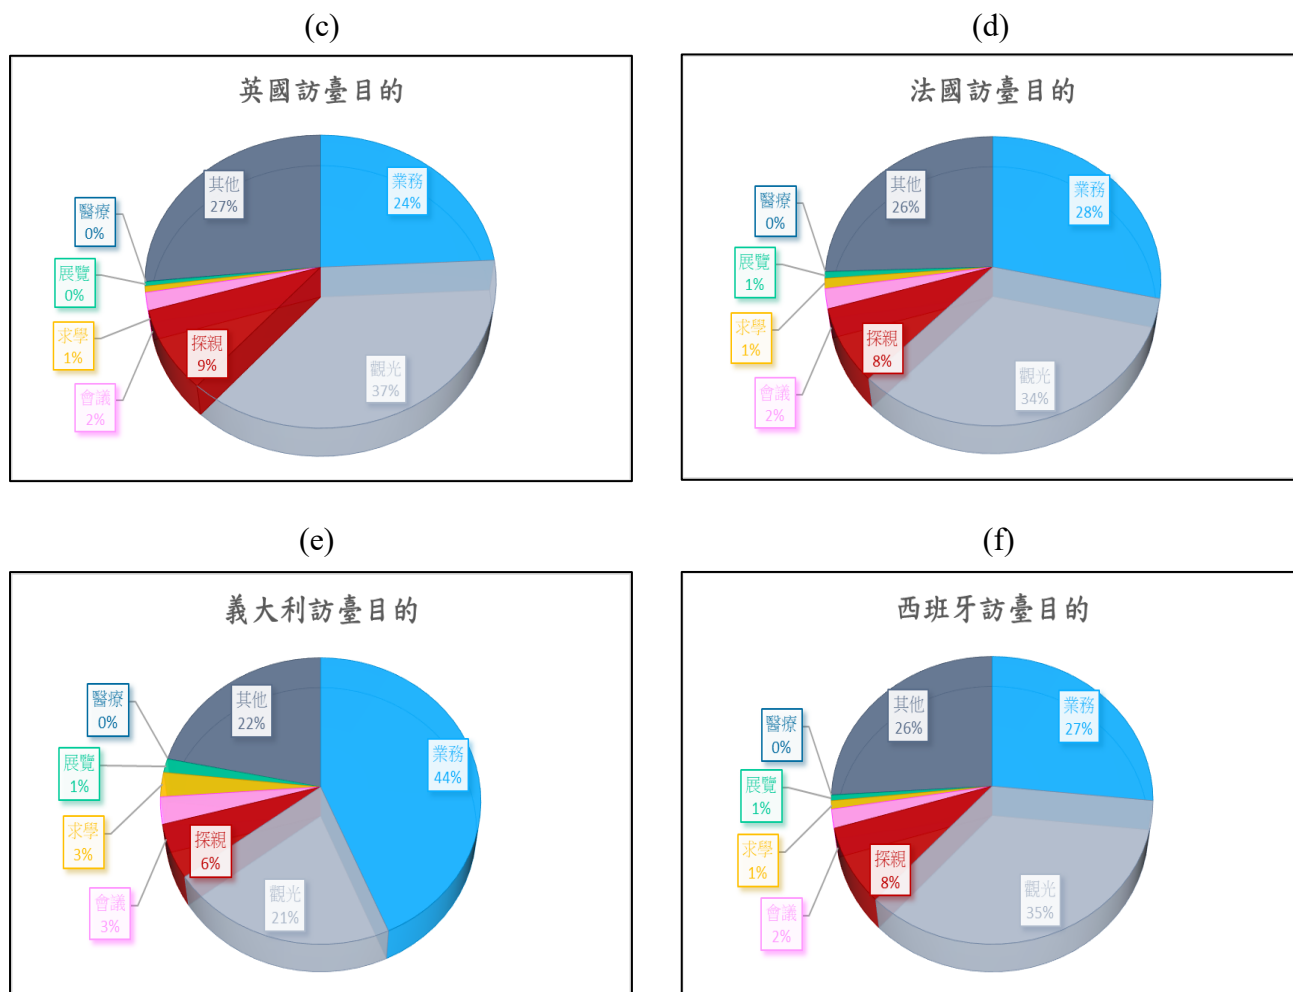 (c)
英國訪臺目的
其他
27%
業務
24%
醫療
0%
展覽
0%
求學
1%
會議
2%
探親
9%
觀光
37%
(d)
法國訪臺目的
其他
26%
業務
28%
醫療
0%
展覽
1%
求學
1%
會議
2%
探親
8%
觀光
34%
(e)
義大利訪臺目的
其他
22%
業務
44%
醫療
0%
展覽
1%
求學
3%
會議
3%
探親
6%
觀光
21%
(f)
西班牙訪臺目的
其他
26%
業務
27%
醫療
0%
展覽
1%
求學
1%
會議
2%
探親
8%
觀光
35%